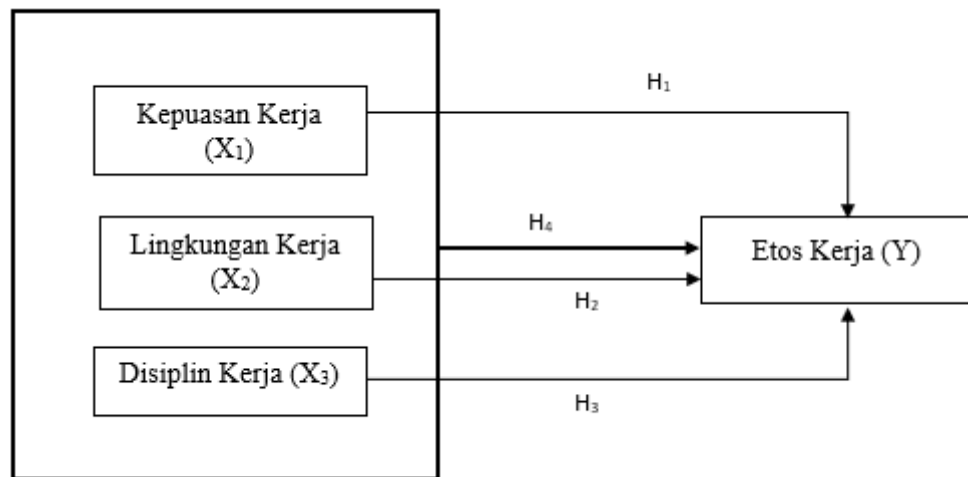 H₁
Kepuasan Kerja
(X₁)
H₄
Lingkungan Kerja
(X₂)
Etos Kerja (Y)
H₂
Disiplin Kerja (X₃)
H₃